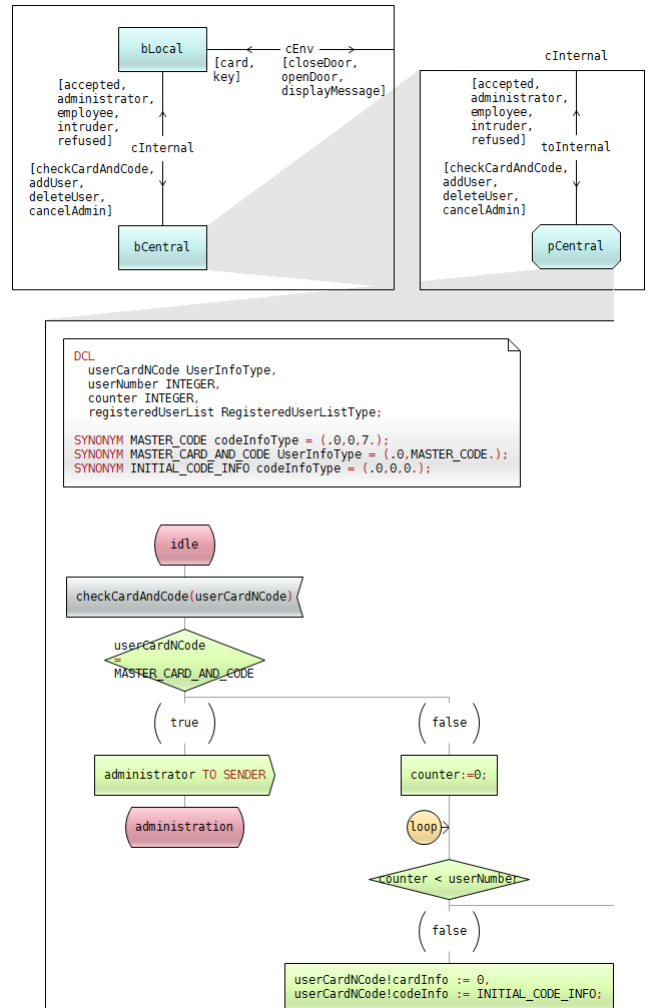 bLocal
cEnv
[card,
key]
[closeDoor,
openDoor,
displayMessage]
[accepted,
administrator,
employee,
intruder,
refused]
cInternal
[checkCardAndCode,
addUser,
deleteUser,
cancelAdmin]
bCentral
cInternal
[accepted,
administrator,
employee,
intruder,
refused]
toInternal
[checkCardAndCode,
addUser,
deleteUser,
cancelAdmin]
pCentral
DCL
userCardNCode UserInfoType,
userNumber INTEGER,
counter INTEGER,
registeredUserList RegisteredUserListType;
SYNONYM MASTER_CODE codeInfoType = (.0,0,7.);
SYNONYM MASTER_CARD_AND_CODE UserInfoType = (.0,MASTER_CODE.);
SYNONYM INITIAL_CODE_INFO codeInfoType = (.0,0,0.);
idle
checkCardAndCode(userCardNCode)
userCardNCode
=
MASTER_CARD_AND_CODE
true
false
administrator TO SENDER
counter:=0;
administration
loop
counter < userNumber
false
userCardNCode!cardInfo := 0,
userCardNCode!codeInfo := INITIAL_CODE_INFO;